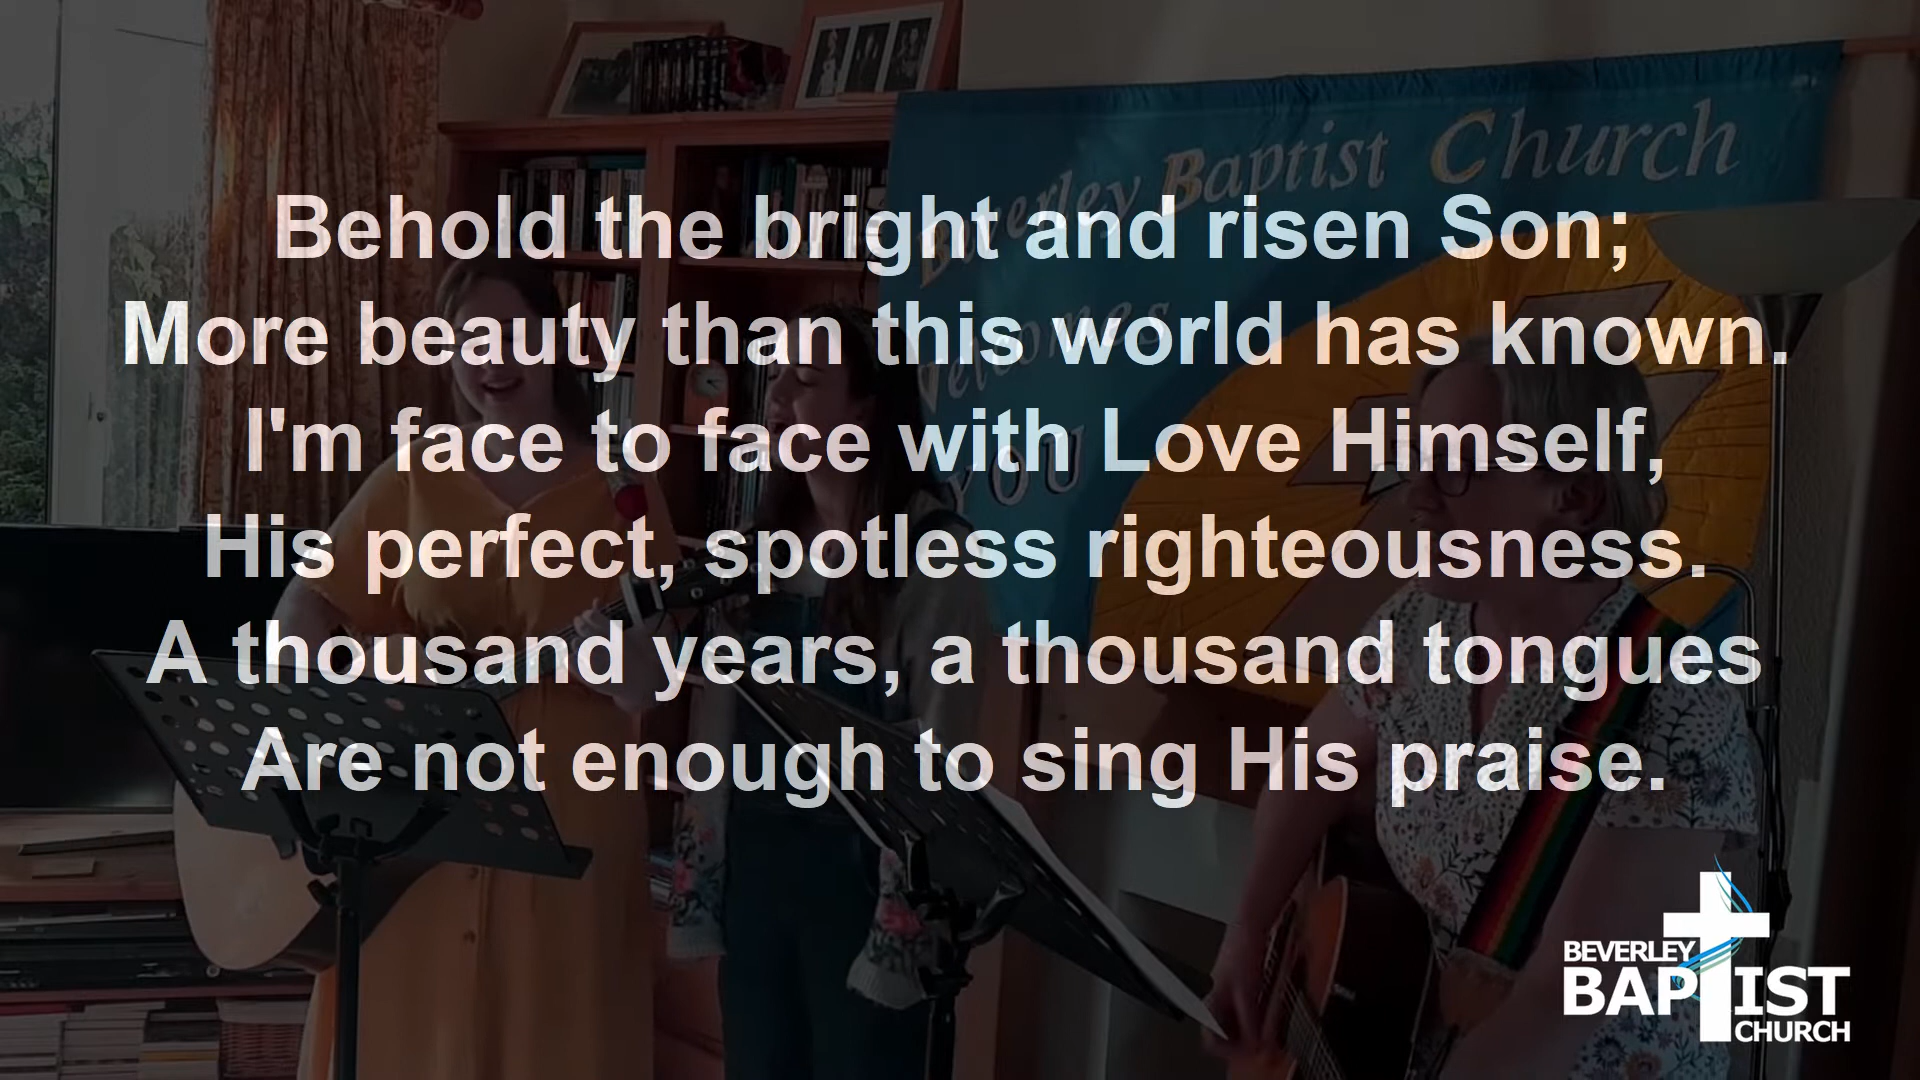 Beverley Baptist Church
Welcomes
YOU
Behold the bright and risen Son;
More beauty than this world has known.
I'm face to face with Love Himself,
His perfect, spotless righteousness.
A thousand years, a thousand tongues
Are not enough to sing His praise.
BEVERLEY
BAPTIST
CHURCH